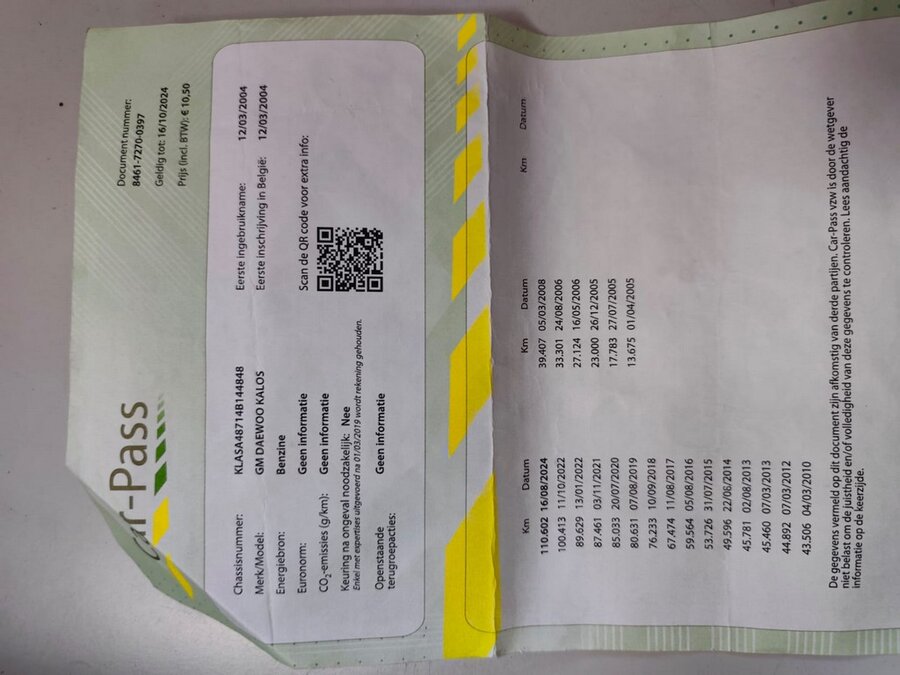 Car-Pass
Document nummer:
8461-7270-0397
Geldig tot: 16/10/2024
Prijs (incl. BTW): € 10,50
Chassisnummer: KLASA48714B144848
Eerste ingebruikname: 12/03/2004
Merk/Model: GM DAEWOO KALOS
Eerste inschrijving in België: 12/03/2004
Energiebron: Benzine
Euronorm: Geen informatie
Scan de QR code voor extra info:
CO2-emissies (g/km): Geen informatie
Keuring na ongeval noodzakelijk: Nee
Enkel met expertises uitgevoerd na 01/03/2019 wordt rekening gehouden.
Openstaande
terugroepacties: Geen informatie
Km Datum Km Datum Km Datum
110.602 16/08/2024 39.407 05/03/2008
100.413 11/10/2022 33.301 24/08/2006
89.629 13/01/2022 27.124 16/05/2006
87.461 03/11/2021 23.000 26/12/2005
85.033 20/07/2020 17.783 27/07/2005
80.631 07/08/2019 13.675 01/04/2005
76.233 10/09/2018
67.474 11/08/2017
59.564 05/08/2016
53.726 31/07/2015
49.596 22/08/2014
45.781 02/08/2013
45.460 07/03/2013
44.892 07/03/2012
43.506 04/03/2010
De gegevens vermeld op dit document zijn afkomstig van derde partijen. Car-Pass vzw is door de wetgever
niet belast om de juistheid en/of volledigheid van deze gegevens te controleren. Lees aandachtig de
informatie op de keerzijde.